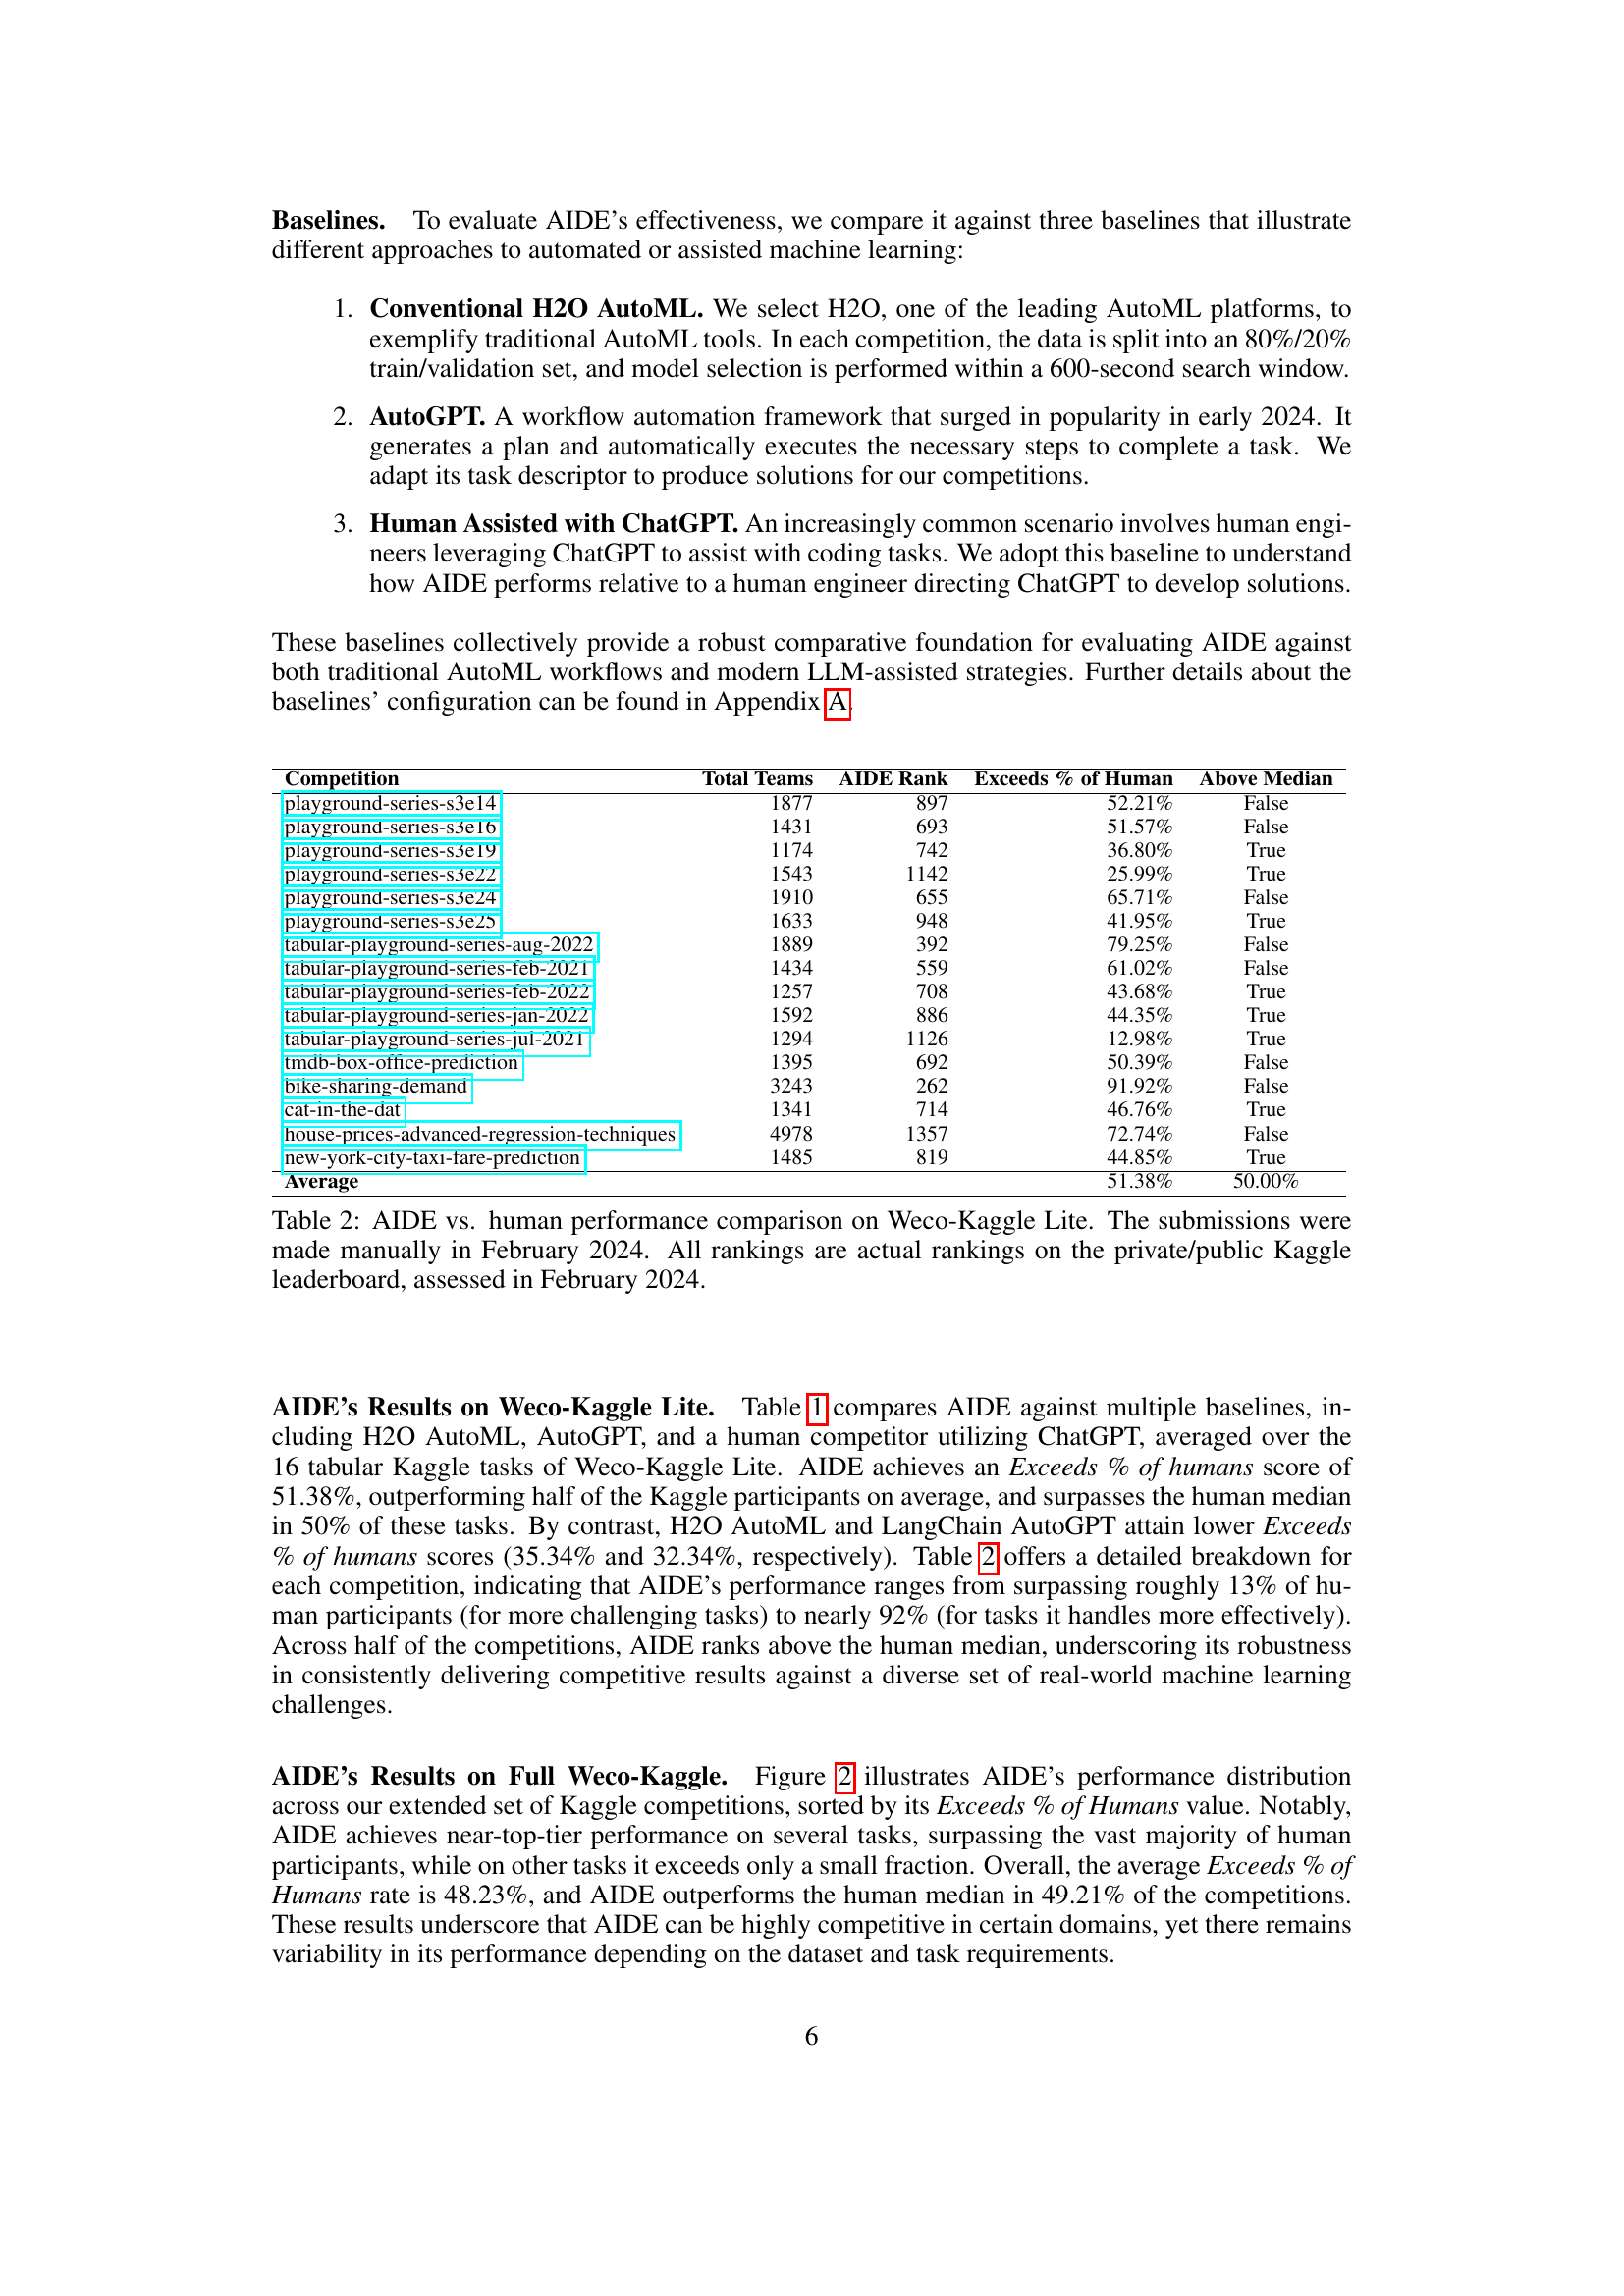 Baselines. To evaluate AIDE's effectiveness, we compare it against three baselines that illustrate
different approaches to automated or assisted machine learning:
1. Conventional H2O AutoML. We select H2O, one of the leading AutoML platforms, to
exemplify traditional AutoML tools. In each competition, the data is split into an 80%/20%
train/validation set, and model selection is performed within a 600-second search window.
2. AutoGPT. A workflow automation framework that surged in popularity in early 2024. It
generates a plan and automatically executes the necessary steps to complete a task. We
adapt its task descriptor to produce solutions for our competitions.
3. Human Assisted with ChatGPT. An increasingly common scenario involves human engi-
neers leveraging ChatGPT to assist with coding tasks. We adopt this baseline to understand
how AIDE performs relative to a human engineer directing ChatGPT to develop solutions.
These baselines collectively provide a robust comparative foundation for evaluating AIDE against
both traditional AutoML workflows and modern LLM-assisted strategies. Further details about the
baselines' configuration can be found in Appendix A.
Competition Total Teams AIDE Rank Exceeds % of Human Above Median
playground-series-s3e14 1877 897 52.21% False
playground-series-s3e16 1431 693 51.57% False
playground-series-s3e19 1174 742 36.80% True
playground-series-s3e22 1543 1142 25.99% True
playground-series-s3e24 1910 655 65.71% False
playground-series-s3e25 1633 948 41.95% True
tabular-playground-series-aug-2022 1889 392 79.25% False
tabular-playground-series-feb-2021 1434 559 61.02% False
tabular-playground-series-feb-2022 1257 708 43.68% True
tabular-playground-series-jan-2022 1592 886 44.35% True
tabular-playground-series-jul-2021 1294 1126 12.98% True
tmdb-box-office-prediction 1395 692 50.39% False
bike-sharing-demand 3243 262 91.92% False
cat-in-the-dat 1341 714 46.76% True
house-prices-advanced-regression-techniques 4978 1357 72.74% False
new-york-city-taxi-fare-prediction 1485 819 44.85% True
Average 51.38% 50.00%
Table 2: AIDE vs. human performance comparison on Weco-Kaggle Lite. The submissions were
made manually in February 2024. All rankings are actual rankings on the private/public Kaggle
leaderboard, assessed in February 2024.
AIDE's Results on Weco-Kaggle Lite. Table 1 compares AIDE against multiple baselines, in-
cluding H2O AutoML, AutoGPT, and a human competitor utilizing ChatGPT, averaged over the
16 tabular Kaggle tasks of Weco-Kaggle Lite. AIDE achieves an Exceeds % of humans score of
51.38%, outperforming half of the Kaggle participants on average, and surpasses the human median
in 50% of these tasks. By contrast, H2O AutoML and LangChain AutoGPT attain lower Exceeds
% of humans scores (35.34% and 32.34%, respectively). Table 2 offers a detailed breakdown for
each competition, indicating that AIDE's performance ranges from surpassing roughly 13% of hu-
man participants (for more challenging tasks) to nearly 92% (for tasks it handles more effectively).
Across half of the competitions, AIDE ranks above the human median, underscoring its robustness
in consistently delivering competitive results against a diverse set of real-world machine learning
challenges.
AIDE's Results on Full Weco-Kaggle. Figure 2 illustrates AIDE's performance distribution
across our extended set of Kaggle competitions, sorted by its Exceeds % of Humans value. Notably,
AIDE achieves near-top-tier performance on several tasks, surpassing the vast majority of human
participants, while on other tasks it exceeds only a small fraction. Overall, the average Exceeds % of
Humans rate is 48.23%, and AIDE outperforms the human median in 49.21% of the competitions.
These results underscore that AIDE can be highly competitive in certain domains, yet there remains
variability in its performance depending on the dataset and task requirements.
6